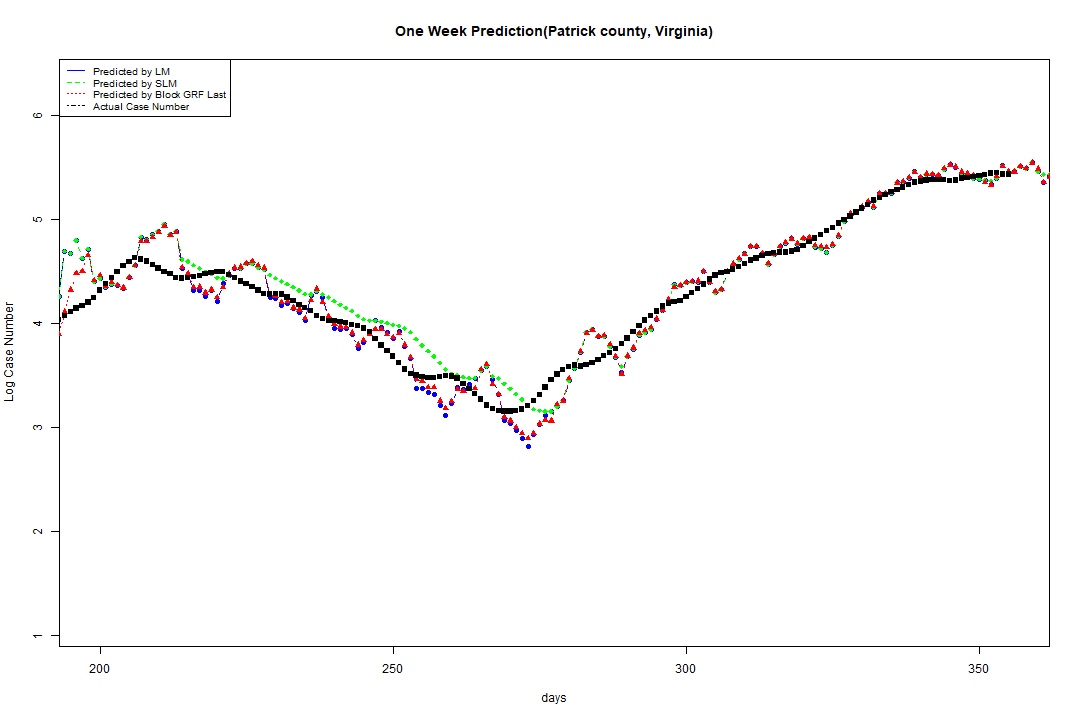 One Week Prediction(Patrick county, Virginia)
Predicted by LM
Predicted by SLM
Predicted by Block GRF Last
Actual Case Number
6
5
4
3
2
1
Log Case Number
200 250 300 350
days